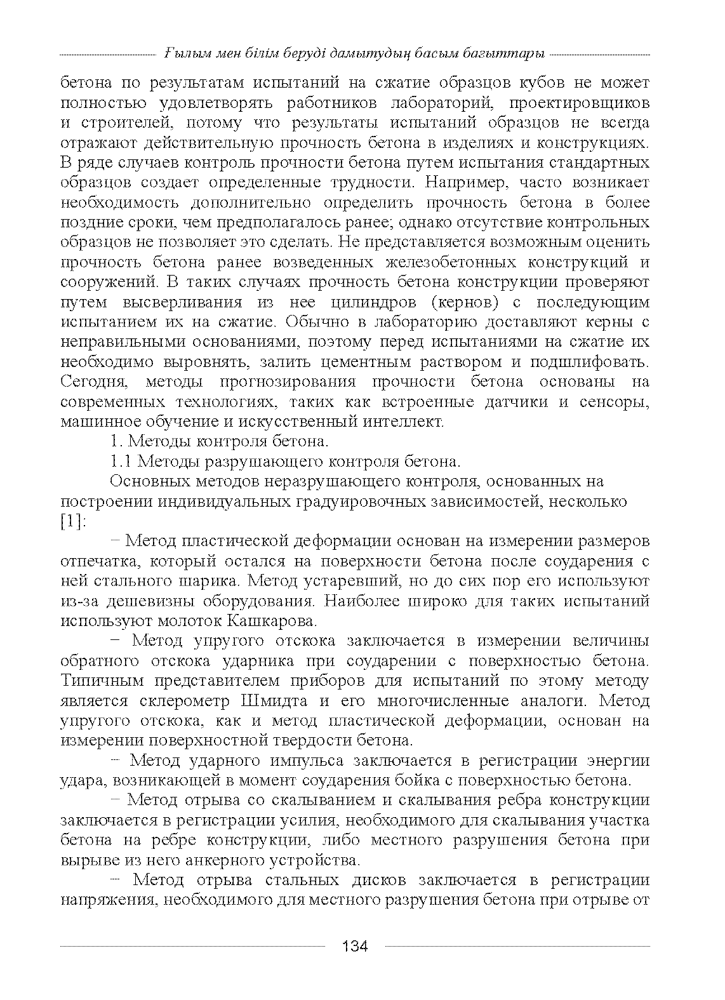 Ғылым мен білім беруді дамытудың басым бағыттары
бетона по результатам испытаний на сжатие образцов кубов не может
полностью удовлетворять работников лабораторий, проектировщиков
и строителей, потому что результаты испытаний образцов не всегда
отражают действительную прочность бетона в изделиях и конструкциях.
В ряде случаев контроль прочности бетона путем испытания стандартных
образцов создает определенные трудности. Например, часто возникает
необходимость дополнительно определить прочность бетона в более
поздние сроки, чем предполагалось ранее; однако отсутствие контрольных
образцов не позволяет это сделать. Не представляется возможным оценить
прочность бетона ранее возведенных железобетонных конструкций и
сооружений. В таких случаях прочность бетона конструкции проверяют
путем высверливания из нее цилиндров (кернов) с последующим
испытанием их на сжатие. Обычно в лабораторию доставляют керны с
неправильными основаниями, поэтому перед испытаниями на сжатие их
необходимо выровнять, залить цементным раствором и подшлифовать.
Сегодня, методы прогнозирования прочности бетона основаны на
современных технологиях, таких как встроенные датчики и сенсоры,
машинное обучение и искусственный интеллект.
1. Методы контроля бетона.
1.1 Методы разрушающего контроля бетона.
Основных методов неразрушающего контроля, основанных на
построении индивидуальных градуировочных зависимостей, несколько
[1]:
− Метод пластической деформации основан на измерении размеров
отпечатка, который остался на поверхности бетона после соударения с
ней стального шарика. Метод устаревший, но до сих пор его используют
из-за дешевизны оборудования. Наиболее широко для таких испытаний
используют молоток Кашкарова.
− Метод упругого отскока заключается в измерении величины
обратного отскока ударника при соударении с поверхностью бетона.
Типичным представителем приборов для испытаний по этому методу
является склерометр Шмидта и его многочисленные аналоги. Метод
упругого отскока, как и метод пластической деформации, основан на
измерении поверхностной твердости бетона.
− Метод ударного импульса заключается в регистрации энергии
удара, возникающей в момент соударения бойка с поверхностью бетона.
− Метод отрыва со скалыванием и скалывания ребра конструкции
заключается в регистрации усилия, необходимого для скалывания участка
бетона на ребре конструкции, либо местного разрушения бетона при
вырыве из него анкерного устройства.
− Метод отрыва стальных дисков заключается в регистрации
напряжения, необходимого для местного разрушения бетона при отрыве от
134